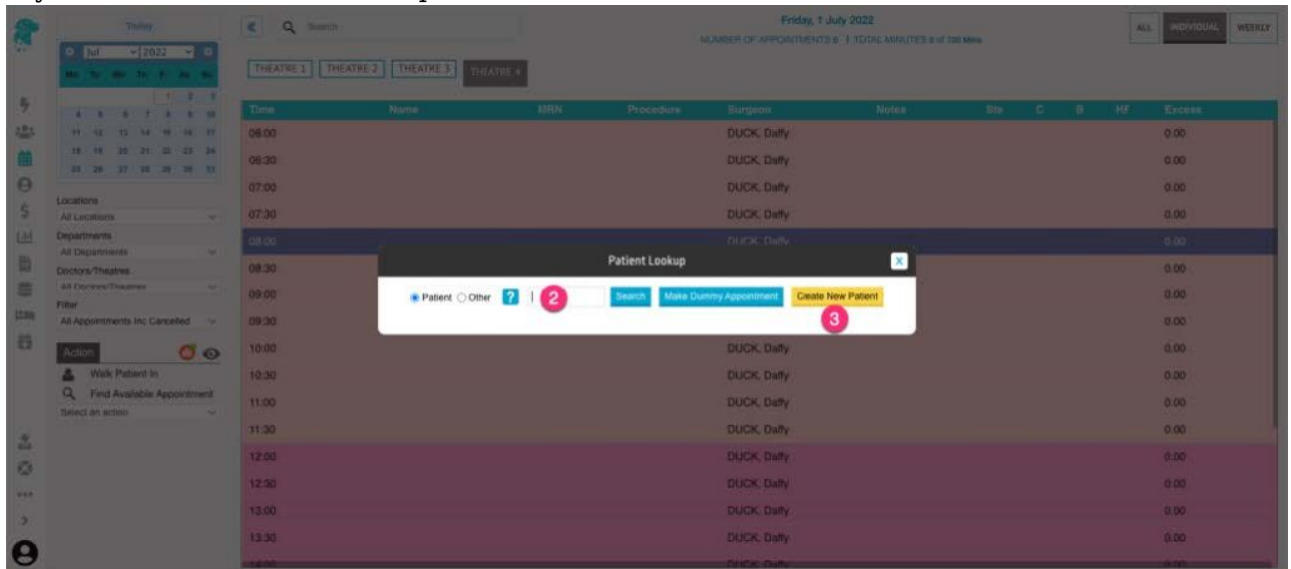 Today
Search
Friday, 1 July 2022
ALL INDIVIDUAL WEEKLY
Jul 2022
THEATRE 1 THEATRE 2 THEATRE 3 THEATRE 4
Mo Tu We Th Fr Sa Su
1 2 3
4 5 6 7 8 9 10
11 12 13 14 15 16 17
18 19 20 21 22 23 24
25 26 27 28 29 30 31
Time Name MRN Procedure Surgeon Notes Sts C B HF Excess
06:00 DUCK, Daffy 0.00
06:30 DUCK, Daffy 0.00
07:00 DUCK, Daffy 0.00
07:30 DUCK, Daffy 0.00
08:00 DUCK, Daffy 0.00
08:30 0.00
09:00 0.00
09:30 0.00
10:00 DUCK, Daffy 0.00
10:30 DUCK, Daffy 0.00
11:00 DUCK, Daffy 0.00
11:30 DUCK, Daffy 0.00
12:00 DUCK, Daffy 0.00
12:30 DUCK, Daffy 0.00
13:00 DUCK, Daffy 0.00
13:30 DUCK, Daffy 0.00
14:00 DUCK, Daffy 0.00
Locations
All Locations
Departments
All Departments
Doctors/Theatres
All Doctors/Theatres
Filter
All Appointments Inc Cancelled
Action
Walk Patient In
Find Available Appointment
Select an action
Patient Lookup X
Patient Other ? 2 Search Make Dummy Appointment Create New Patient
3